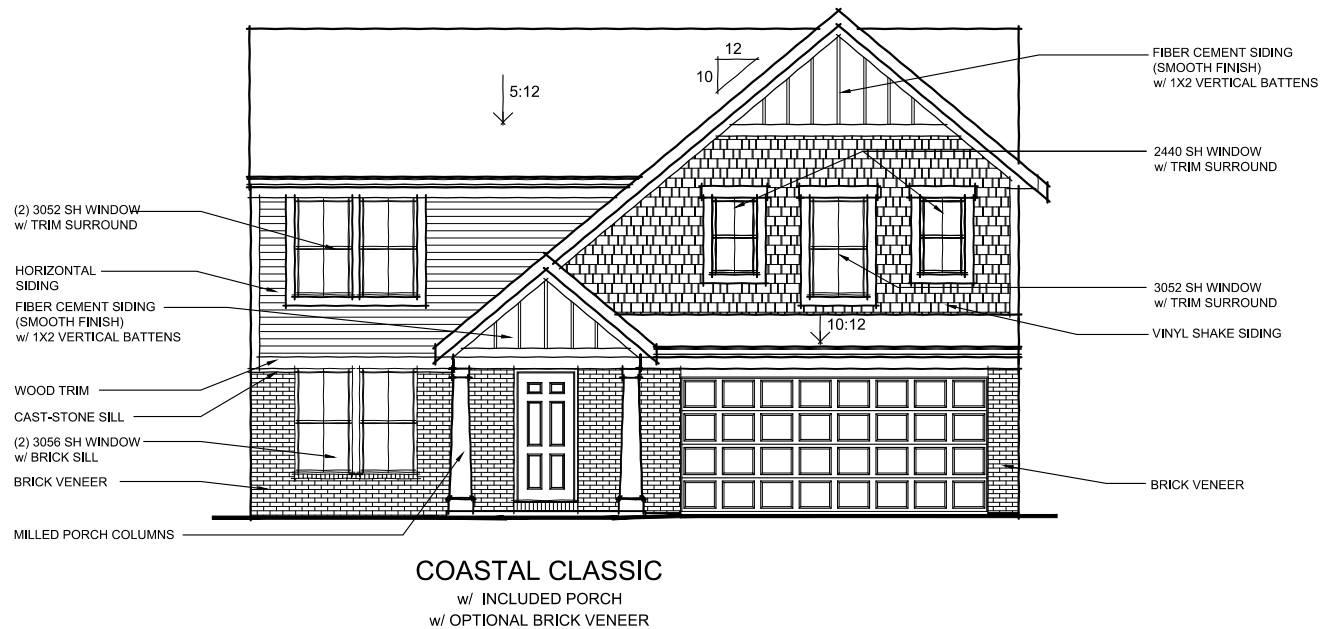 12
10
5:12
FIBER CEMENT SIDING
(SMOOTH FINISH)
w/ 1X2 VERTICAL BATTENS
2440 SH WINDOW
w/ TRIM SURROUND
(2) 3052 SH WINDOW
w/ TRIM SURROUND
HORIZONTAL
SIDING
FIBER CEMENT SIDING
(SMOOTH FINISH)
w/ 1X2 VERTICAL BATTENS
3052 SH WINDOW
w/ TRIM SURROUND
10:12
VINYL SHAKE SIDING
WOOD TRIM
CAST-STONE SILL
(2) 3056 SH WINDOW
w/ BRICK SILL
BRICK VENEER
BRICK VENEER
MILLED PORCH COLUMNS
COASTAL CLASSIC
w/ INCLUDED PORCH
w/ OPTIONAL BRICK VENEER